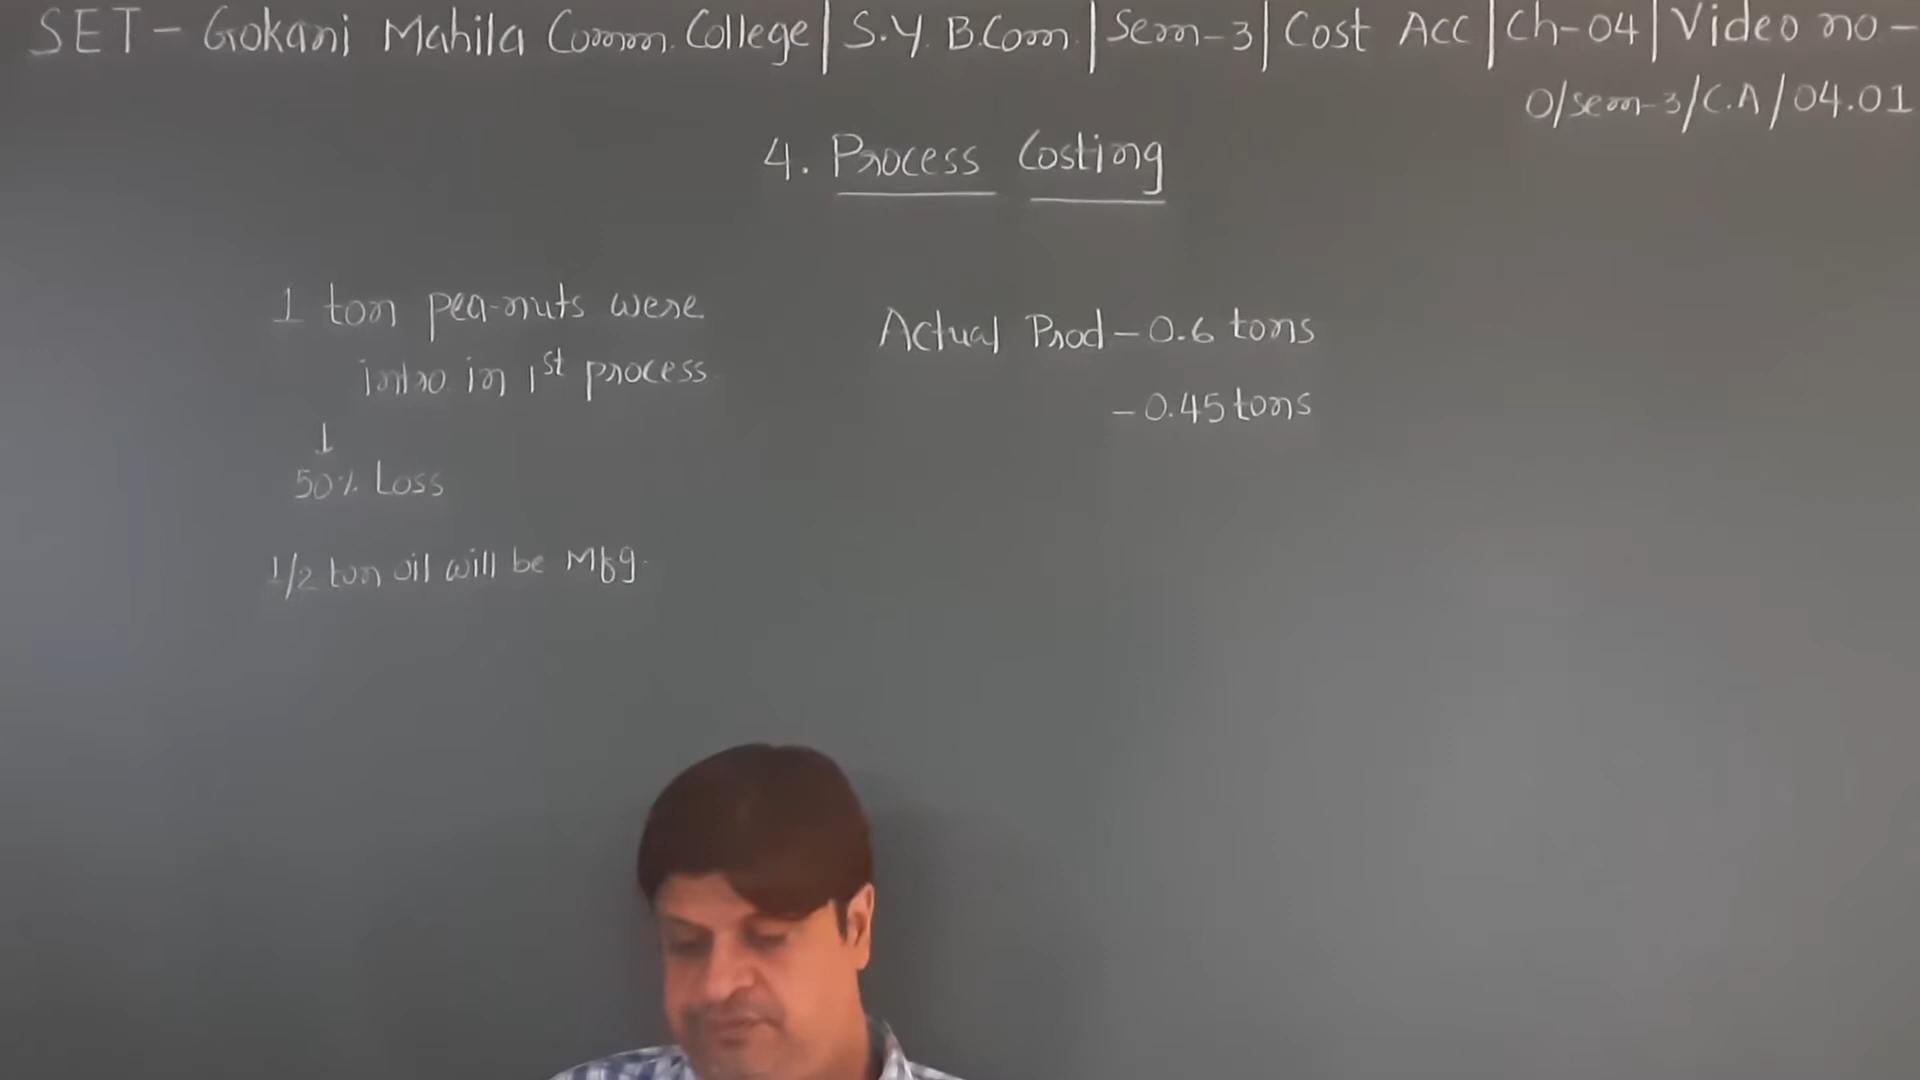 SET - Gokani Mahila Comm. College | S.Y. B.Com. | Sem-3 | Cost Acc | Ch-04 | Video no -
O/sem-3/C.A/04.01
4. Process Costing
1 ton pea-nuts were
intro in 1st process
↓
50% Loss
1/2 ton oil will be Mfg.
Actual Prod - 0.6 tons
- 0.45 tons